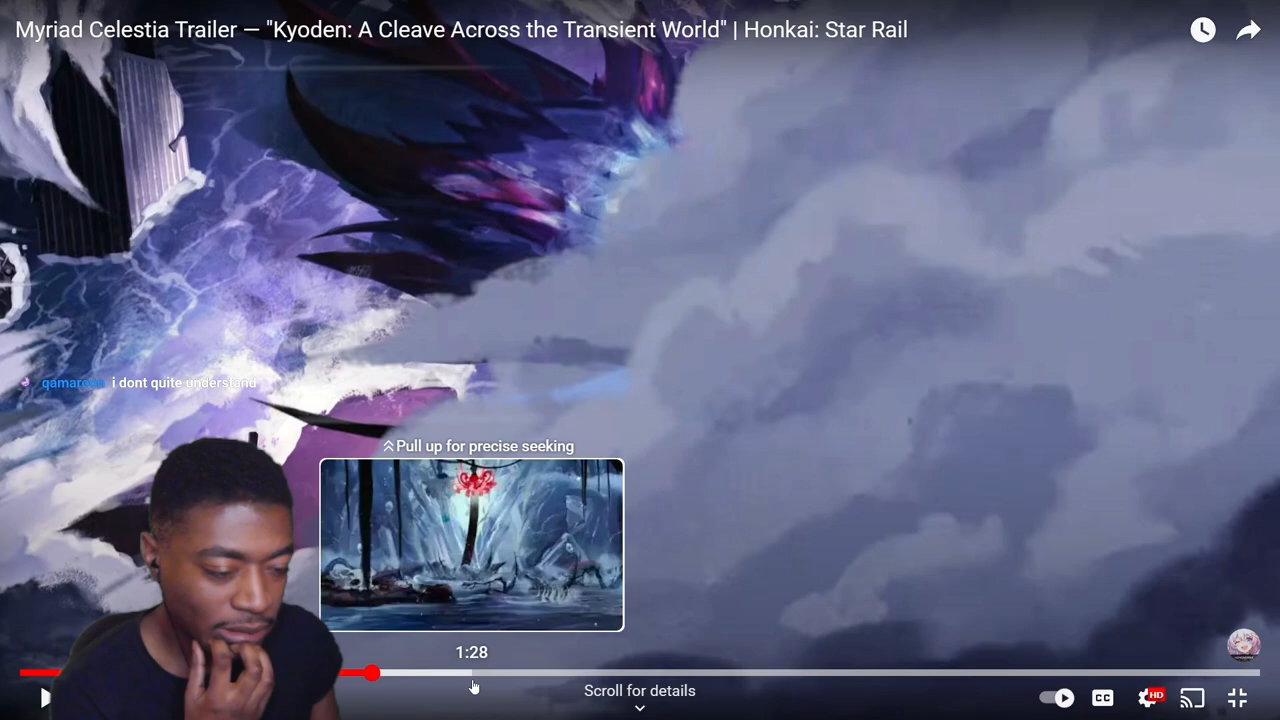 Myriad Celestia Trailer — "Kyoden: A Cleave Across the Transient World" | Honkai: Star Rail
i dont quite understand
Pull up for precise seeking
1:28
Scroll for details
CC
HD